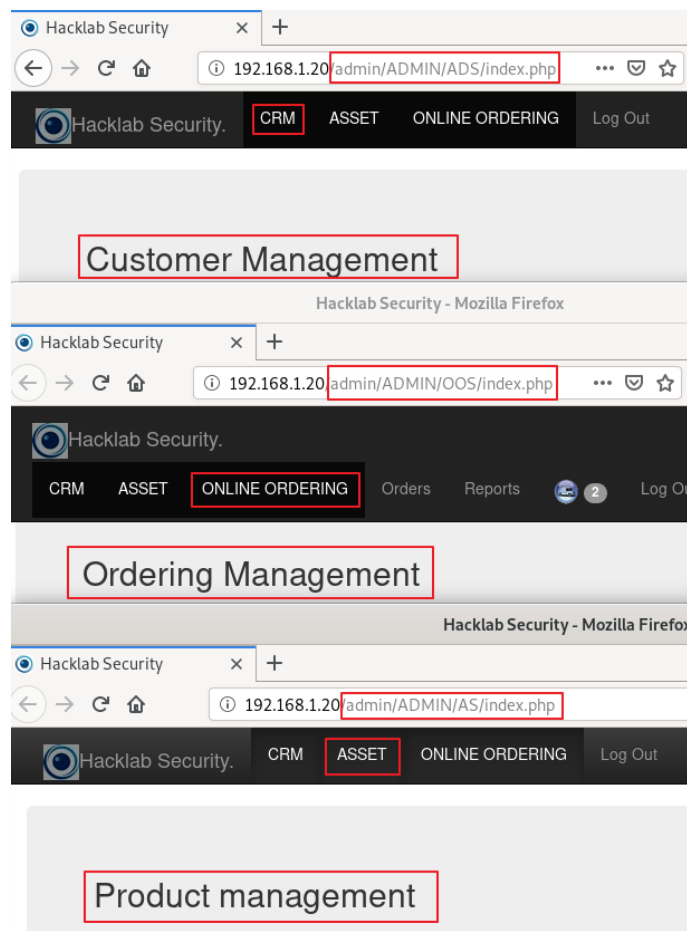 Hacklab Security × +
192.168.1.20/admin/ADMIN/ADS/index.php
Hacklab Security. CRM ASSET ONLINE ORDERING Log Out
Customer Management
Hacklab Security - Mozilla Firefox
Hacklab Security × +
192.168.1.20/admin/ADMIN/OOS/index.php
Hacklab Security.
CRM ASSET ONLINE ORDERING Orders Reports 2 Log Ou
Ordering Management
Hacklab Security - Mozilla Firefox
Hacklab Security × +
192.168.1.20/admin/ADMIN/AS/index.php
Hacklab Security. CRM ASSET ONLINE ORDERING Log Out
Product management